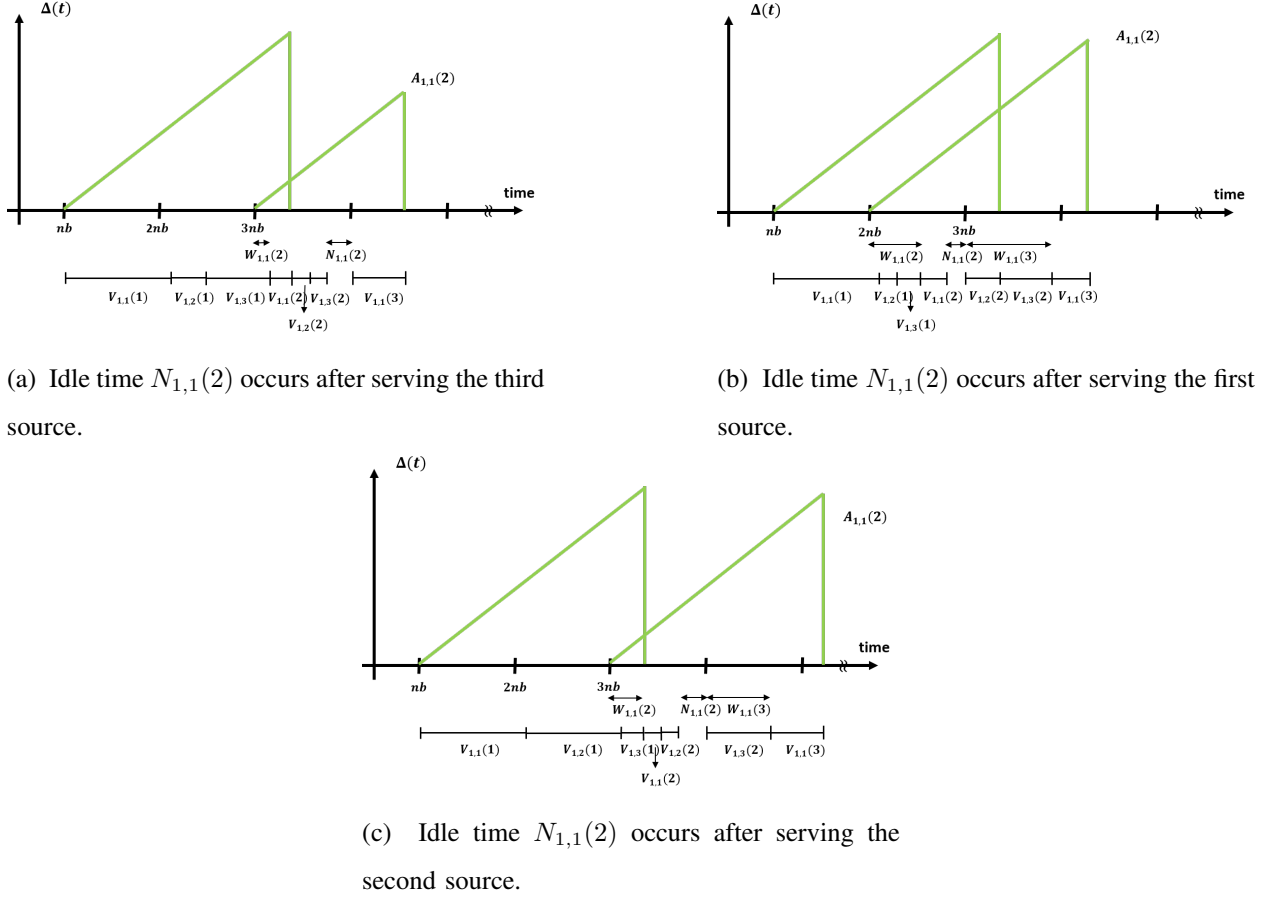 Δ(t)
A₁,₁(2)
time
nb 2nb 3nb
W₁,₁(2) N₁,₁(2)
V₁,₁(1) V₁,₂(1) V₁,₃(1) V₁,₁(2) V₁,₃(2) V₁,₁(3)
V₁,₂(2)
(a) Idle time N₁,₁(2) occurs after serving the third
source.
Δ(t)
A₁,₁(2)
time
nb 2nb 3nb
W₁,₁(2) N₁,₁(2) W₁,₁(3)
V₁,₁(1) V₁,₂(1) V₁,₁(2) V₁,₂(2) V₁,₃(2) V₁,₁(3)
V₁,₃(1)
(b) Idle time N₁,₁(2) occurs after serving the first
source.
Δ(t)
A₁,₁(2)
time
nb 2nb 3nb
W₁,₁(2) N₁,₁(2) W₁,₁(3)
V₁,₁(1) V₁,₂(1) V₁,₃(1) V₁,₂(2) V₁,₃(2) V₁,₁(3)
V₁,₁(2)
(c) Idle time N₁,₁(2) occurs after serving the
second source.